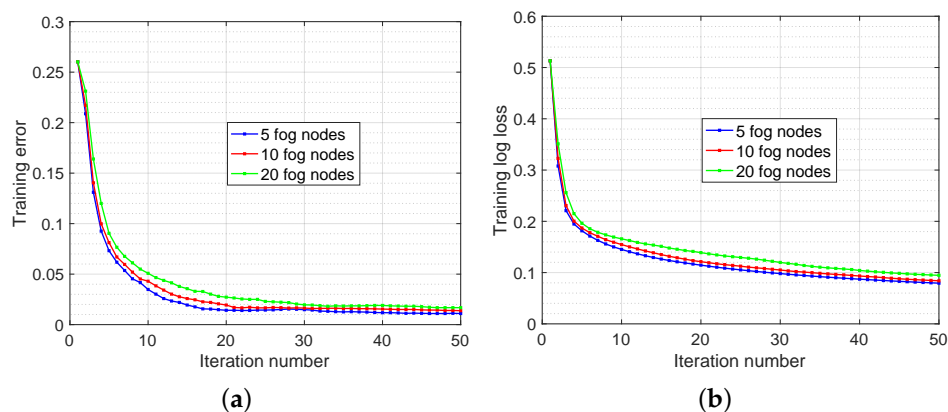 0.3
0.25
0.2
0.15
0.1
0.05
0
Training error
5 fog nodes
10 fog nodes
20 fog nodes
0 10 20 30 40 50
Iteration number
(a)
0.6
0.5
0.4
0.3
0.2
0.1
0
Training log loss
5 fog nodes
10 fog nodes
20 fog nodes
0 10 20 30 40 50
Iteration number
(b)